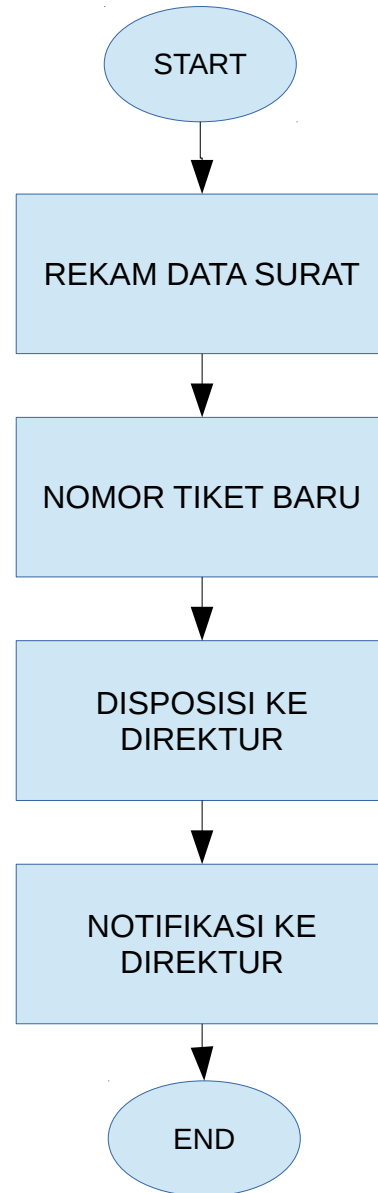 START
REKAM DATA SURAT
NOMOR TIKET BARU
DISPOSISI KE
DIREKTUR
NOTIFIKASI KE
DIREKTUR
END